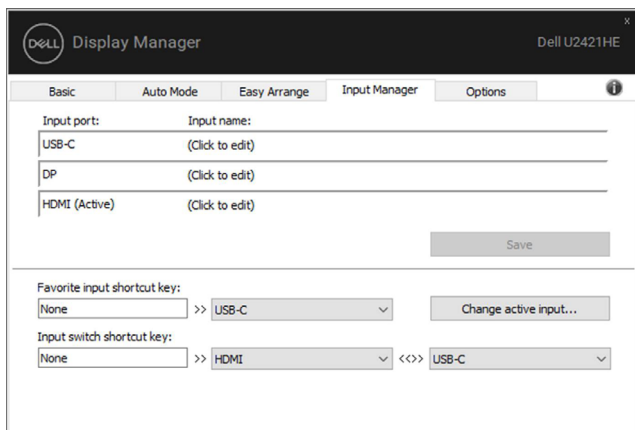 x
DELL Display Manager Dell U2421HE
Basic Auto Mode Easy Arrange Input Manager Options i
Input port: Input name:
USB-C (Click to edit)
DP (Click to edit)
HDMI (Active) (Click to edit)
Save
Favorite input shortcut key:
None >> USB-C Change active input...
Input switch shortcut key:
None >> HDMI <<>> USB-C